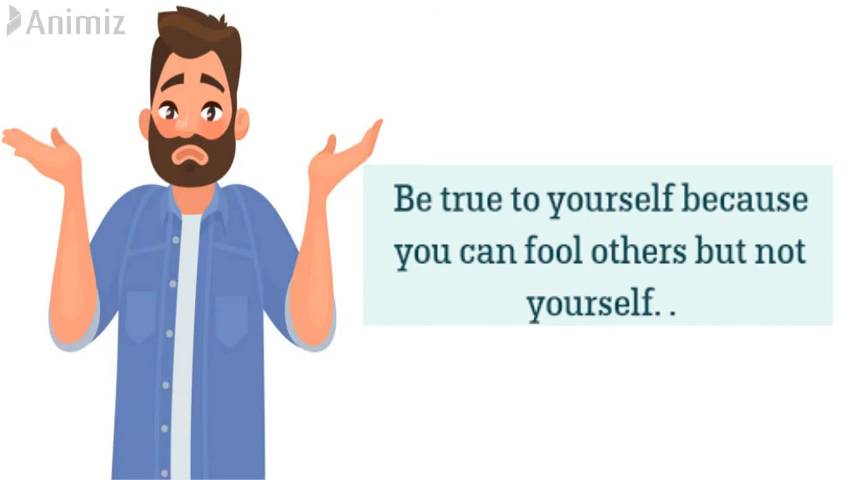 Animiz
Be true to yourself because
you can fool others but not
yourself. .